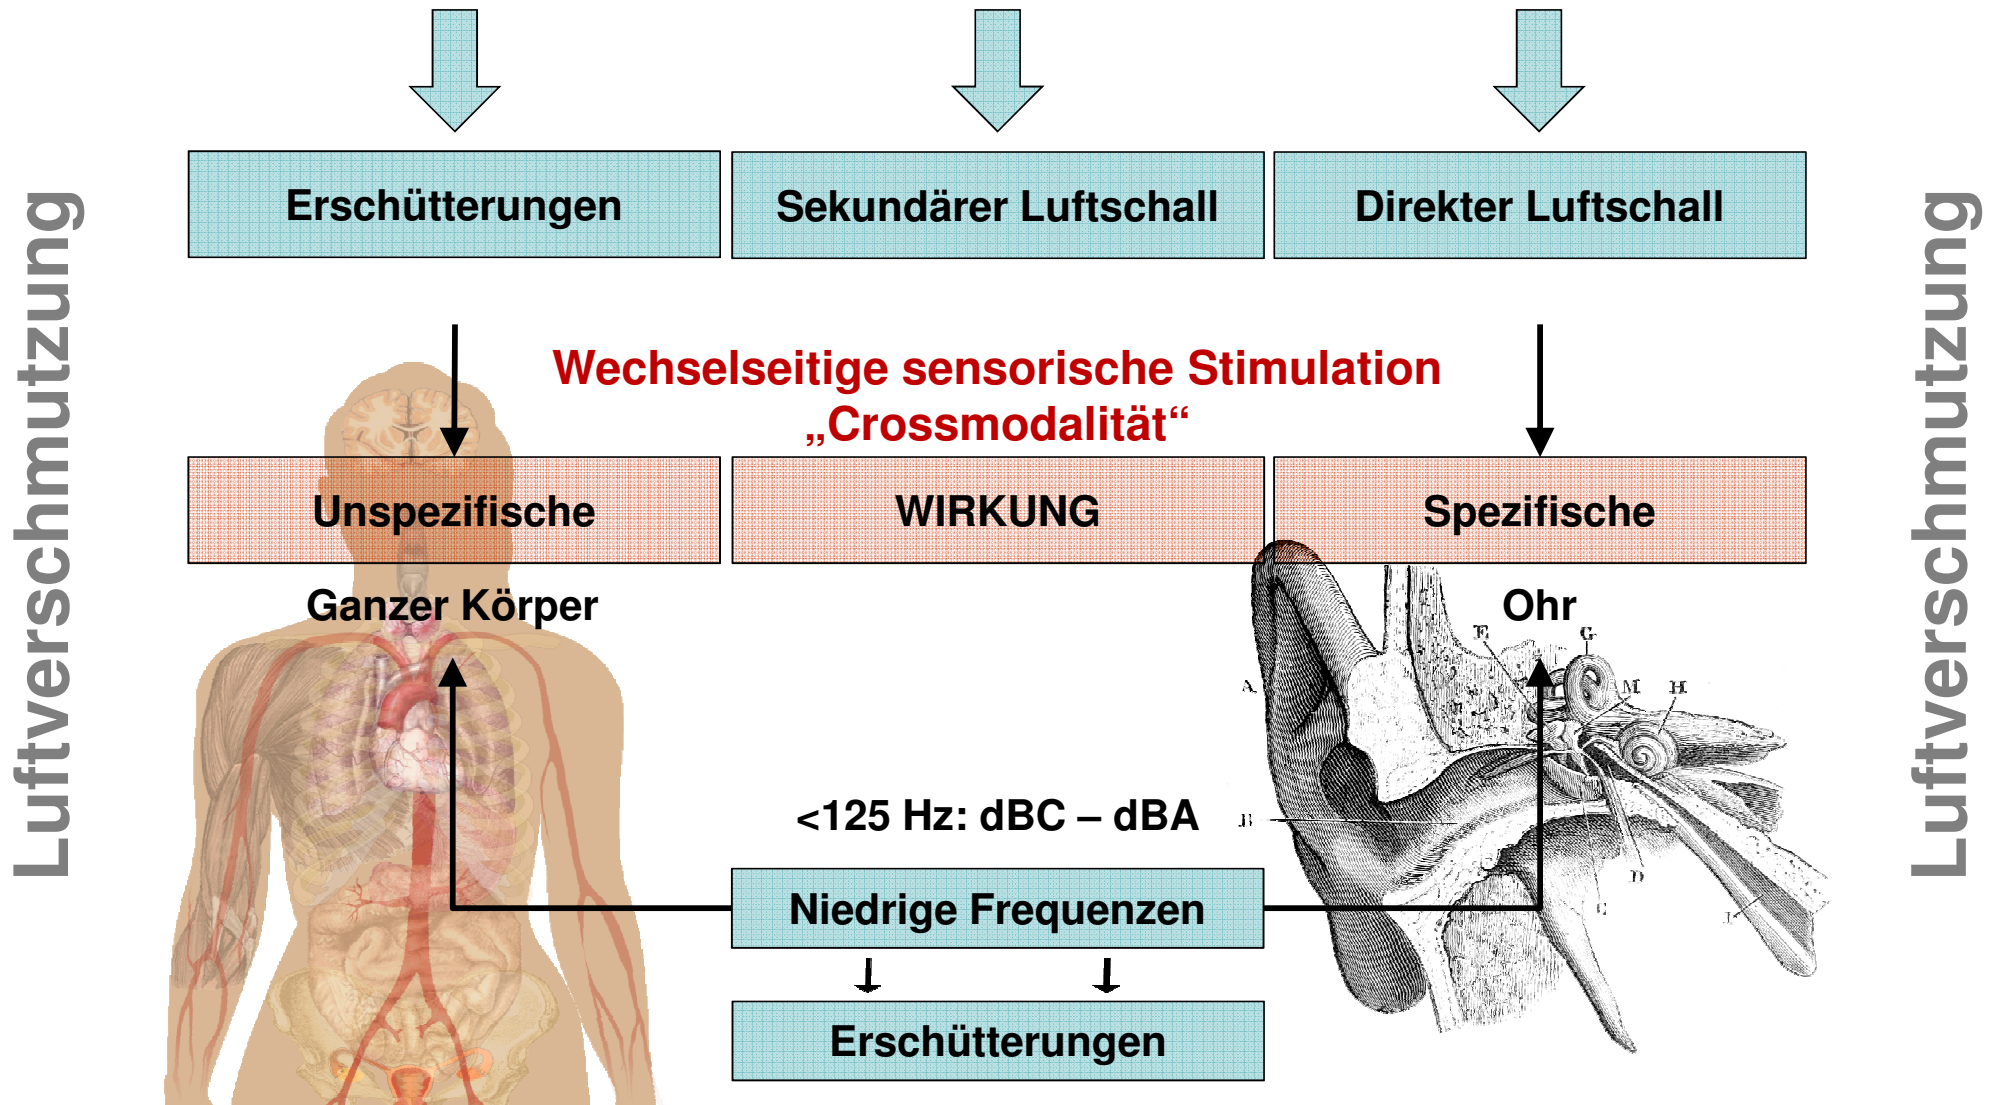 Luftverschmutzung
Erschütterungen
Sekundärer Luftschall
Direkter Luftschall
Wechselseitige sensorische Stimulation
„Crossmodalität“
Unspezifische
WIRKUNG
Spezifische
Ganzer Körper
Ohr
G
A
M
H
<125 Hz: dBC – dBA
B
D
Niedrige Frequenzen
Erschütterungen
Luftverschmutzung